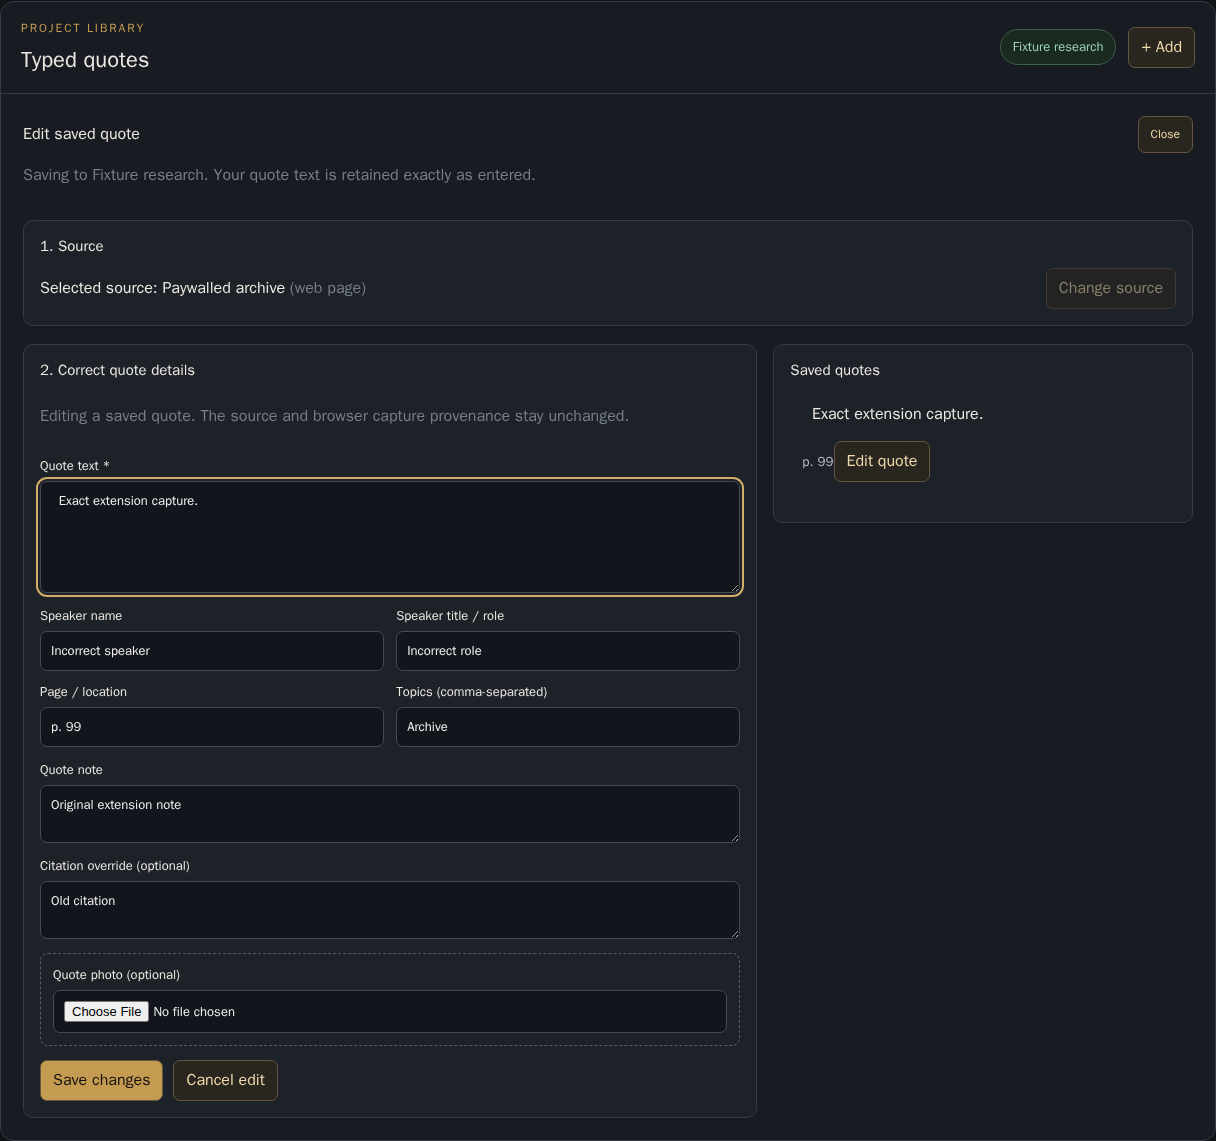 PROJECT LIBRARY
Typed quotes
Fixture research
+ Add
Edit saved quote
Close
Saving to Fixture research. Your quote text is retained exactly as entered.
1. Source
Selected source: Paywalled archive (web page)
Change source
2. Correct quote details
Editing a saved quote. The source and browser capture provenance stay unchanged.
Quote text *
Exact extension capture.
Speaker name
Speaker title / role
Incorrect speaker
Incorrect role
Page / location
Topics (comma-separated)
p. 99
Archive
Quote note
Original extension note
Citation override (optional)
Old citation
Quote photo (optional)
Choose File No file chosen
Save changes
Cancel edit
Saved quotes
Exact extension capture.
p. 99 Edit quote